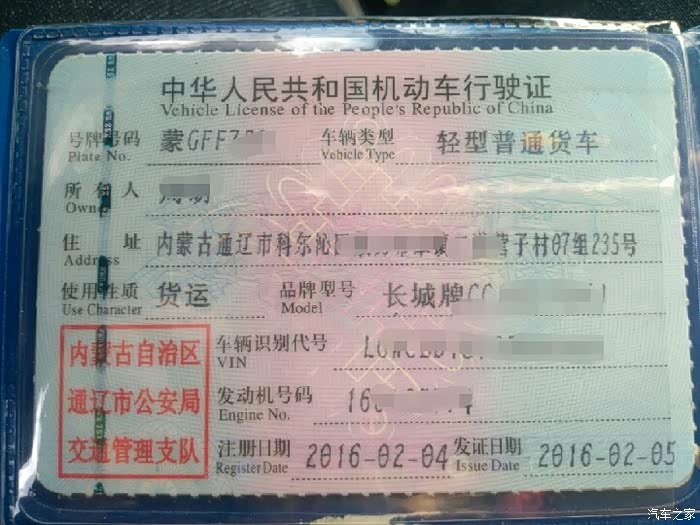 中华人民共和国机动车行驶证
Vehicle License of the People's Republic of China
号牌号码 蒙GFF 车辆类型 轻型普通货车
Plate No. Vehicle Type
所有人
Owner
住址 内蒙古通辽市科尔沁区 营子村07组235号
Address
使用性质 货运 品牌型号 长城牌CC
Use Character Model
内蒙古自治区 车辆识别代号
VIN
通辽市公安局 发动机号码 16
Engine No.
交通管理支队 注册日期 2016-02-04 发证日期 2016-02-05
Register Date Issue Date
汽车之家